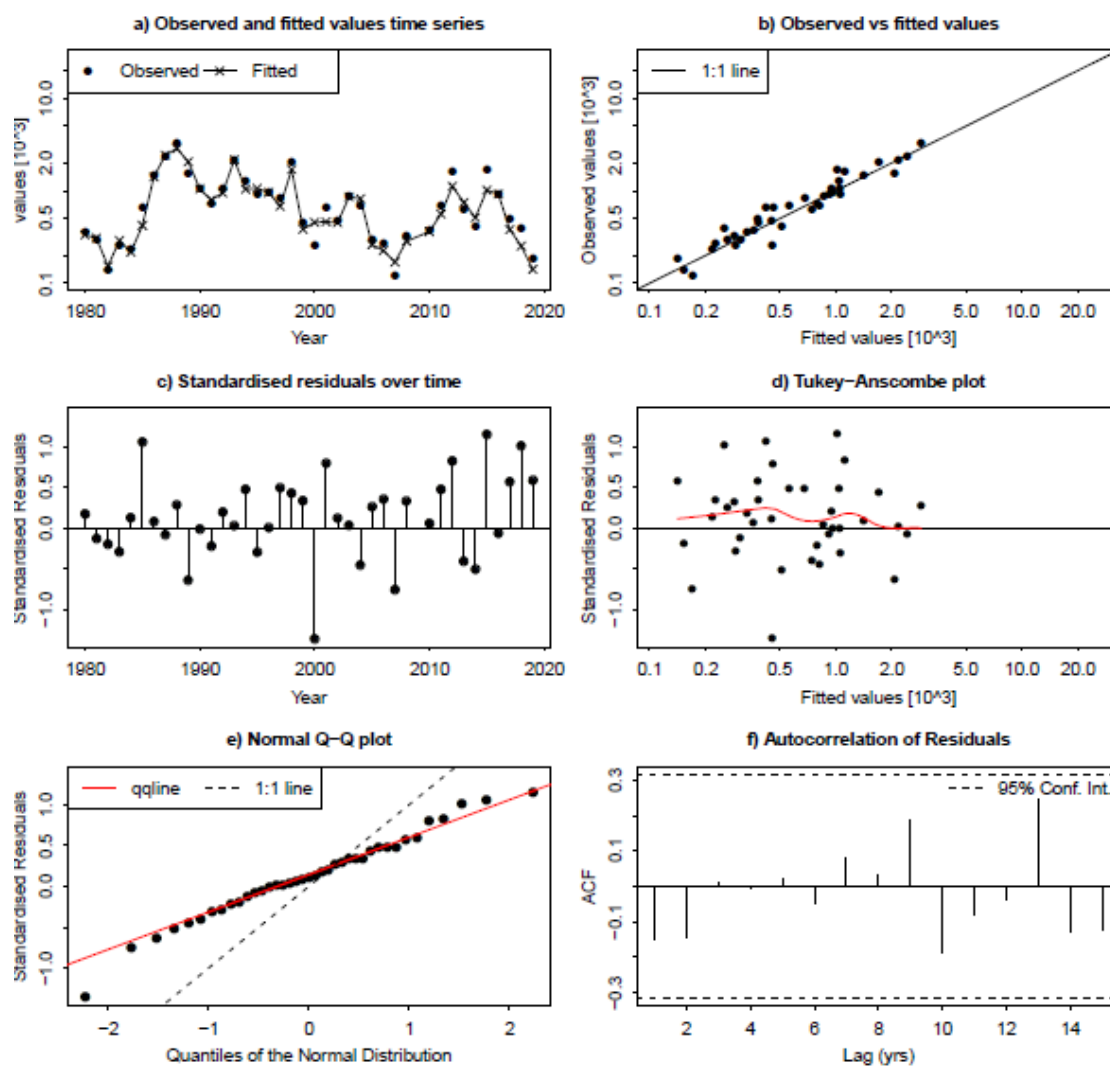 a) Observed and fitted values time series
Observed Fitted
values [10^3]
10.0
2.0
0.5
0.1
1980 1990 2000 2010 2020
Year
b) Observed vs fitted values
1:1 line
Observed values [10^3]
10.0
2.0
0.5
0.1
0.1 0.2 0.5 1.0 2.0 5.0 10.0 20.0
Fitted values [10^3]
c) Standardised residuals over time
Standardised Residuals
1.0
0.5
0.0
−1.0
1980 1990 2000 2010 2020
Year
d) Tukey−Anscombe plot
Standardised Residuals
1.0
0.5
0.0
−1.0
0.1 0.2 0.5 1.0 2.0 5.0 10.0 20.0
Fitted values [10^3]
e) Normal Q−Q plot
qqline 1:1 line
Standardised Residuals
1.0
0.0
−1.0
−2 −1 0 1 2
Quantiles of the Normal Distribution
f) Autocorrelation of Residuals
95% Conf. Int.
ACF
0.3
0.1
−0.1
−0.3
2 4 6 8 10 12 14
Lag (yrs)